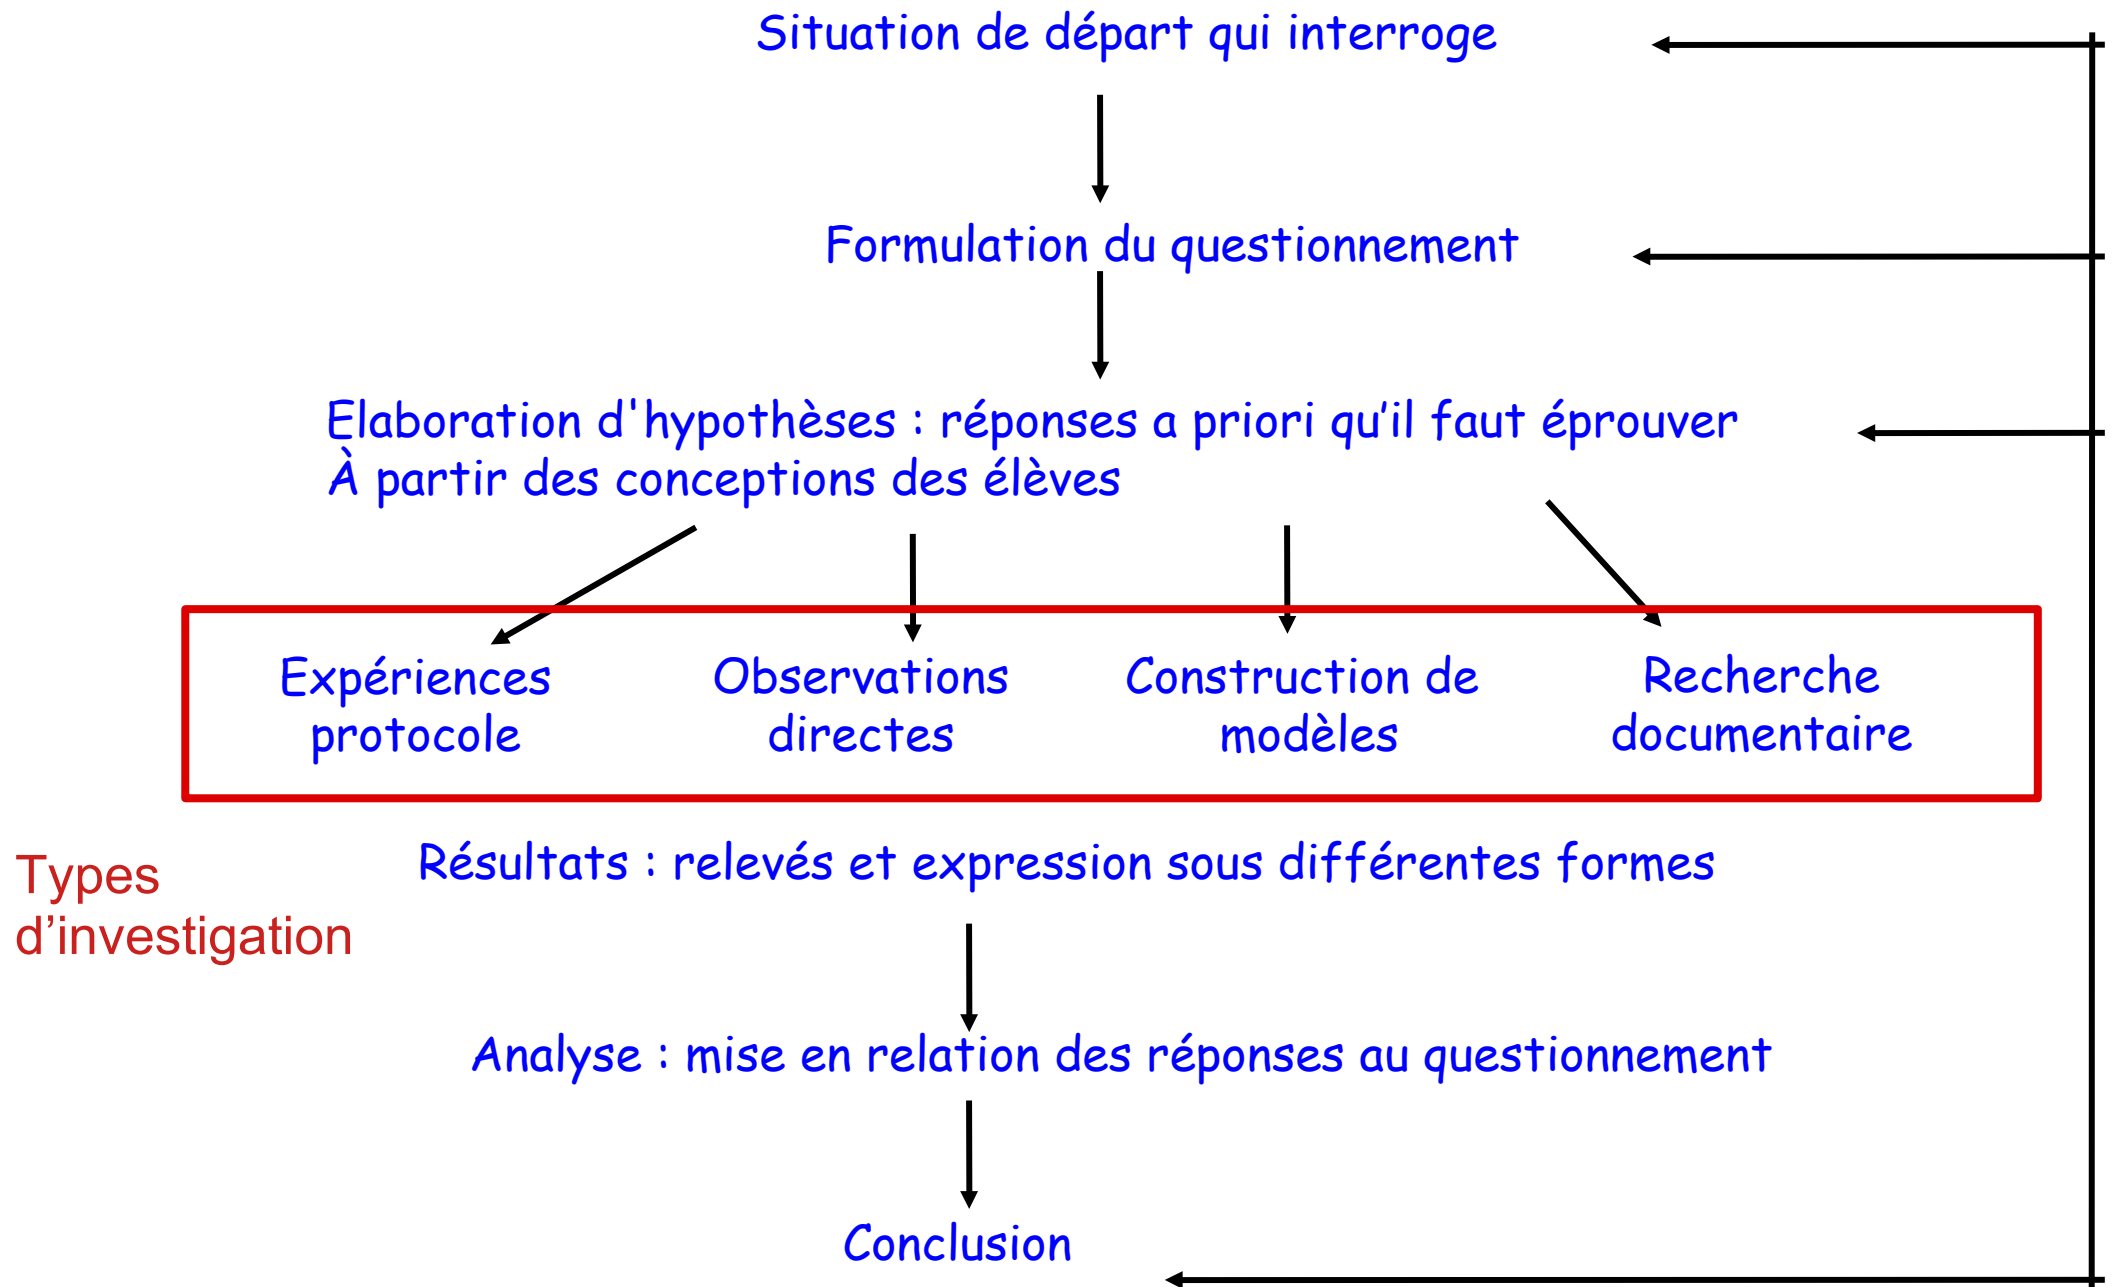 Situation de départ qui interroge
Formulation du questionnement
Elaboration d'hypothèses : réponses a priori qu’il faut éprouver
À partir des conceptions des élèves
Expériences
protocole
Observations
directes
Construction de
modèles
Recherche
documentaire
Types
d’investigation
Résultats : relevés et expression sous différentes formes
Analyse : mise en relation des réponses au questionnement
Conclusion